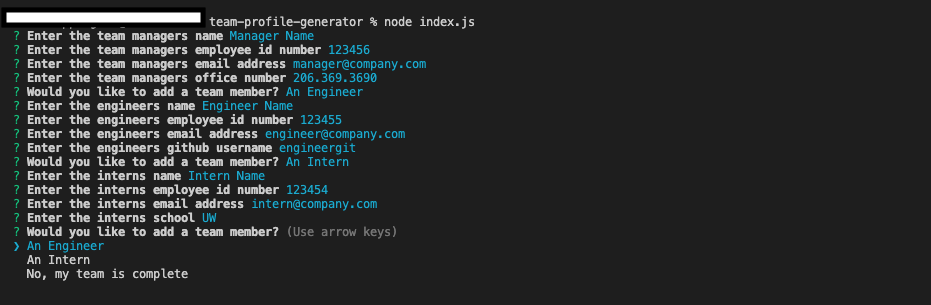 team-profile-generator % node index.js
? Enter the team managers name Manager Name
? Enter the team managers employee id number 123456
? Enter the team managers email address manager@company.com
? Enter the team managers office number 206.369.3690
? Would you like to add a team member? An Engineer
? Enter the engineers name Engineer Name
? Enter the engineers employee id number 123455
? Enter the engineers email address engineer@company.com
? Enter the engineers github username engineergit
? Would you like to add a team member? An Intern
? Enter the interns name Intern Name
? Enter the interns employee id number 123454
? Enter the interns email address intern@company.com
? Enter the interns school UW
? Would you like to add a team member? (Use arrow keys)
❯ An Engineer
An Intern
No, my team is complete